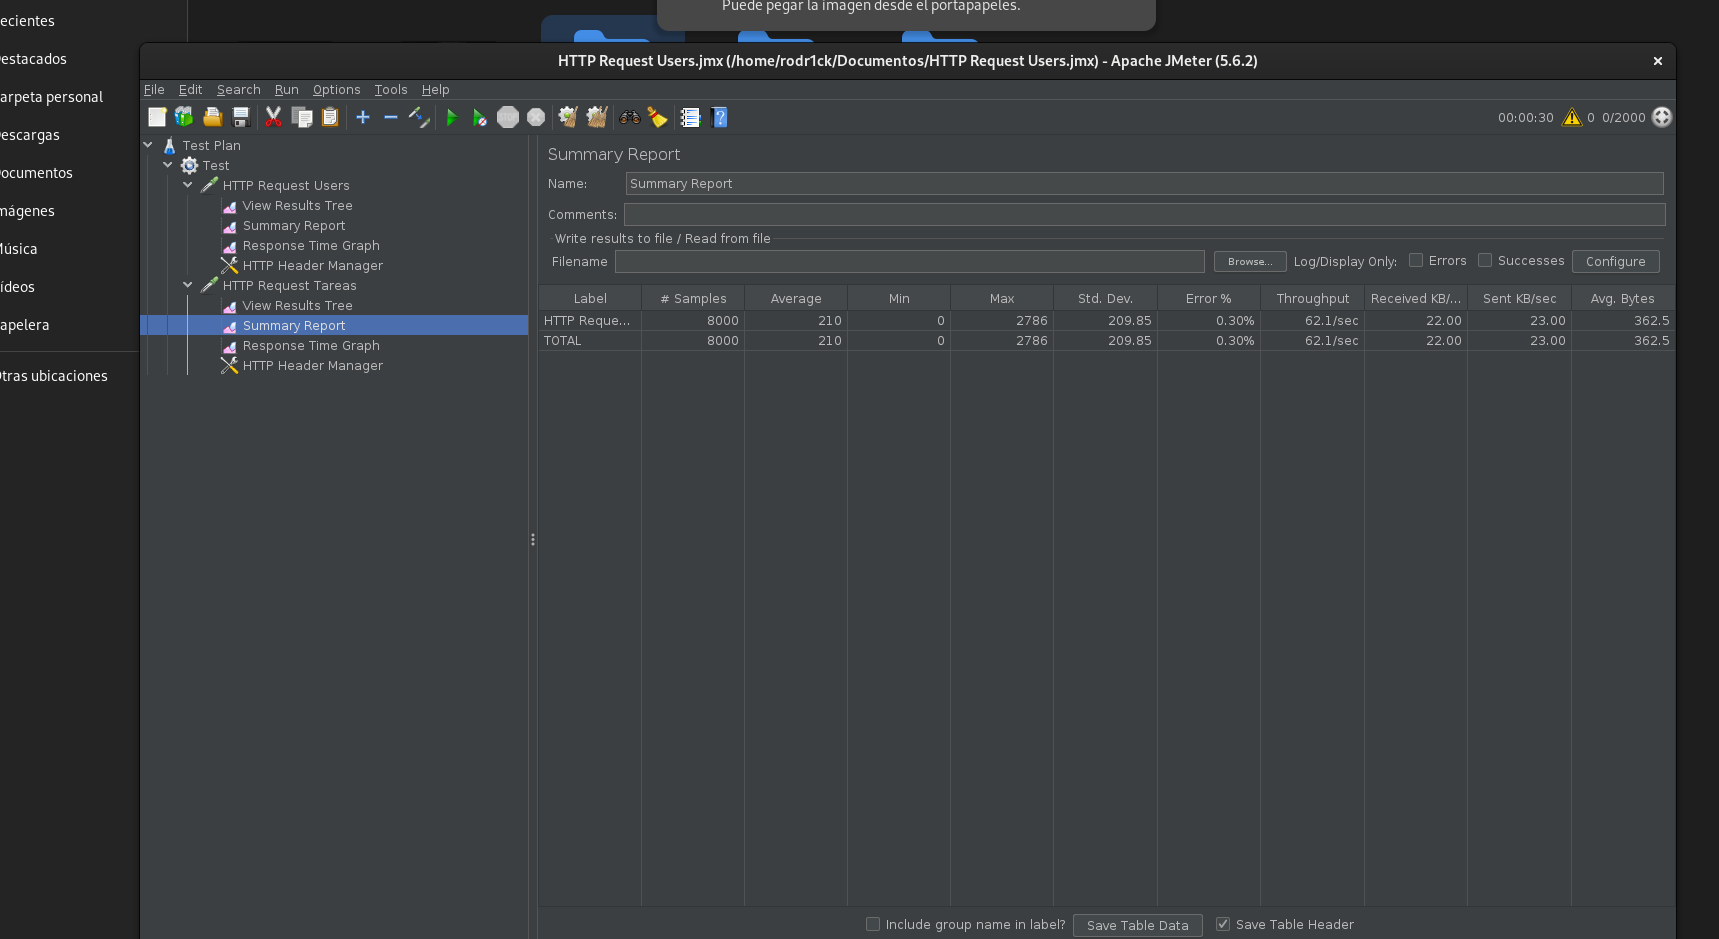 Puede pegar la imagen desde el portapapeles.
ecientes
estacados
arpeta personal
escargas
ocumentos
mágenes
úsica
ídeos
apelera
tras ubicaciones
HTTP Request Users.jmx (/home/rodr1ck/Documentos/HTTP Request Users.jmx) - Apache JMeter (5.6.2)
File Edit Search Run Options Tools Help
00:00:30 0 0/2000
Test Plan
Test
HTTP Request Users
View Results Tree
Summary Report
Response Time Graph
HTTP Header Manager
HTTP Request Tareas
View Results Tree
Summary Report
Response Time Graph
HTTP Header Manager
Summary Report
Name: Summary Report
Comments:
Write results to file / Read from file
Filename Browse... Log/Display Only: Errors Successes Configure
Label # Samples Average Min Max Std. Dev. Error % Throughput Received KB/... Sent KB/sec Avg. Bytes
HTTP Reque... 8000 210 0 2786 209.85 0.30% 62.1/sec 22.00 23.00 362.5
TOTAL 8000 210 0 2786 209.85 0.30% 62.1/sec 22.00 23.00 362.5
Include group name in label? Save Table Data Save Table Header